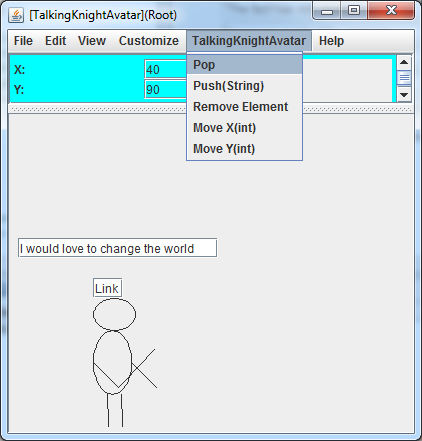 [TalkingKnightAvatar](Root)
File Edit View Customize TalkingKnightAvatar Help
X: 40
Y: 90
Pop
Push(String)
Remove Element
Move X(int)
Move Y(int)
I would love to change the world
Link